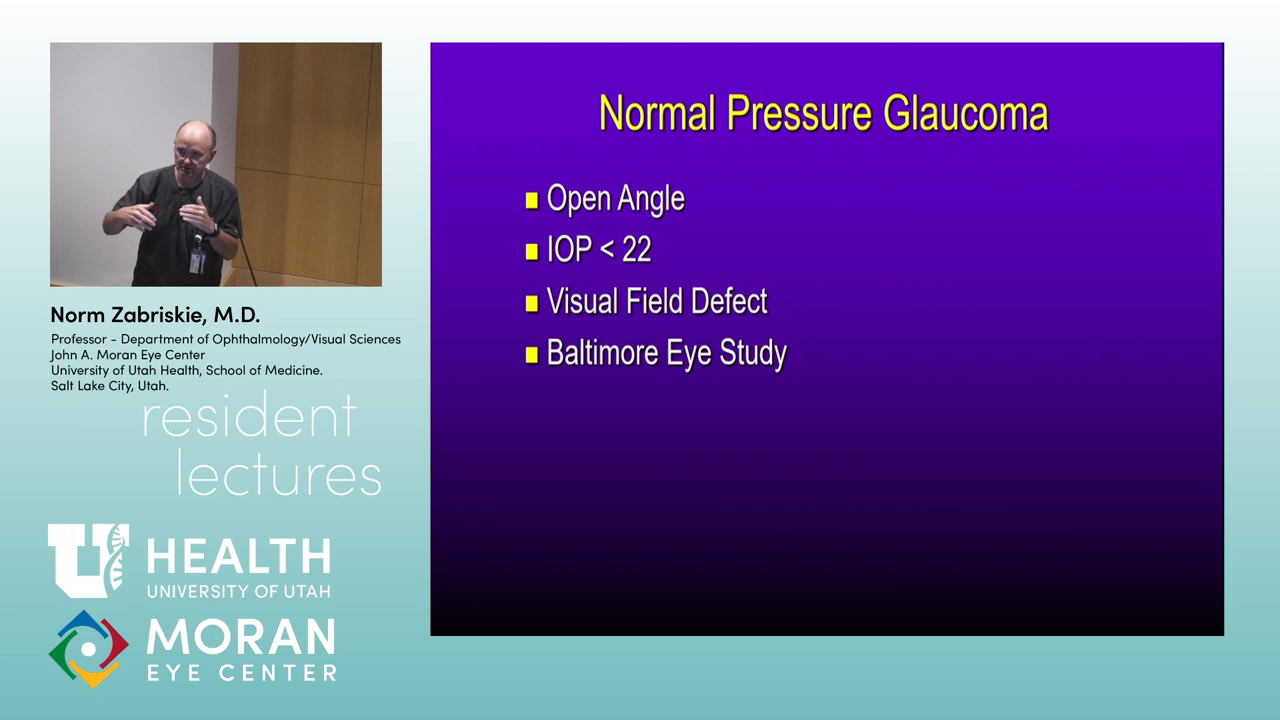 Norm Zabriskie, M.D.
Professor - Department of Ophthalmology/Visual Sciences
John A. Moran Eye Center
University of Utah Health, School of Medicine.
Salt Lake City, Utah.
resident
lectures
U HEALTH
UNIVERSITY OF UTAH
MORAN
EYE CENTER
Normal Pressure Glaucoma
Open Angle
IOP < 22
Visual Field Defect
Baltimore Eye Study